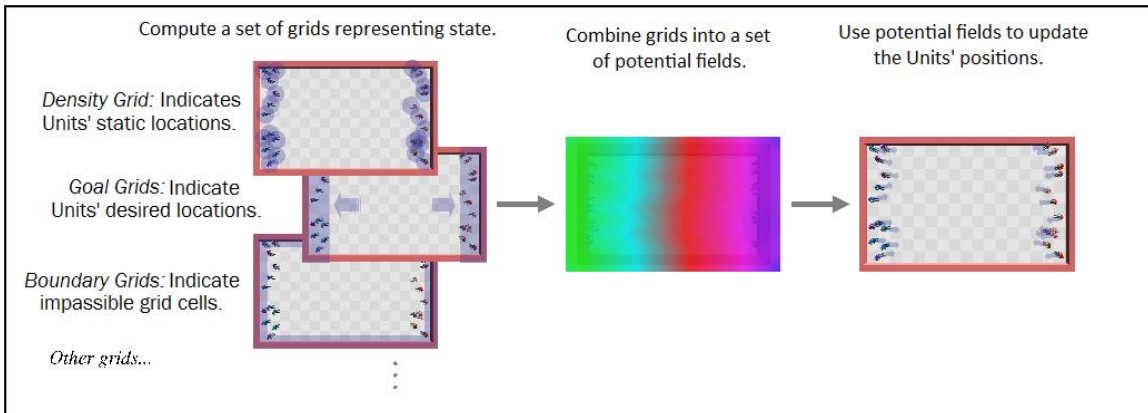 Compute a set of grids representing state.
Combine grids into a set
of potential fields.
Use potential fields to update
the Units' positions.
Density Grid: Indicates
Units' static locations.
Goal Grids: Indicate
Units' desired locations.
Boundary Grids: Indicate
impassible grid cells.
Other grids...